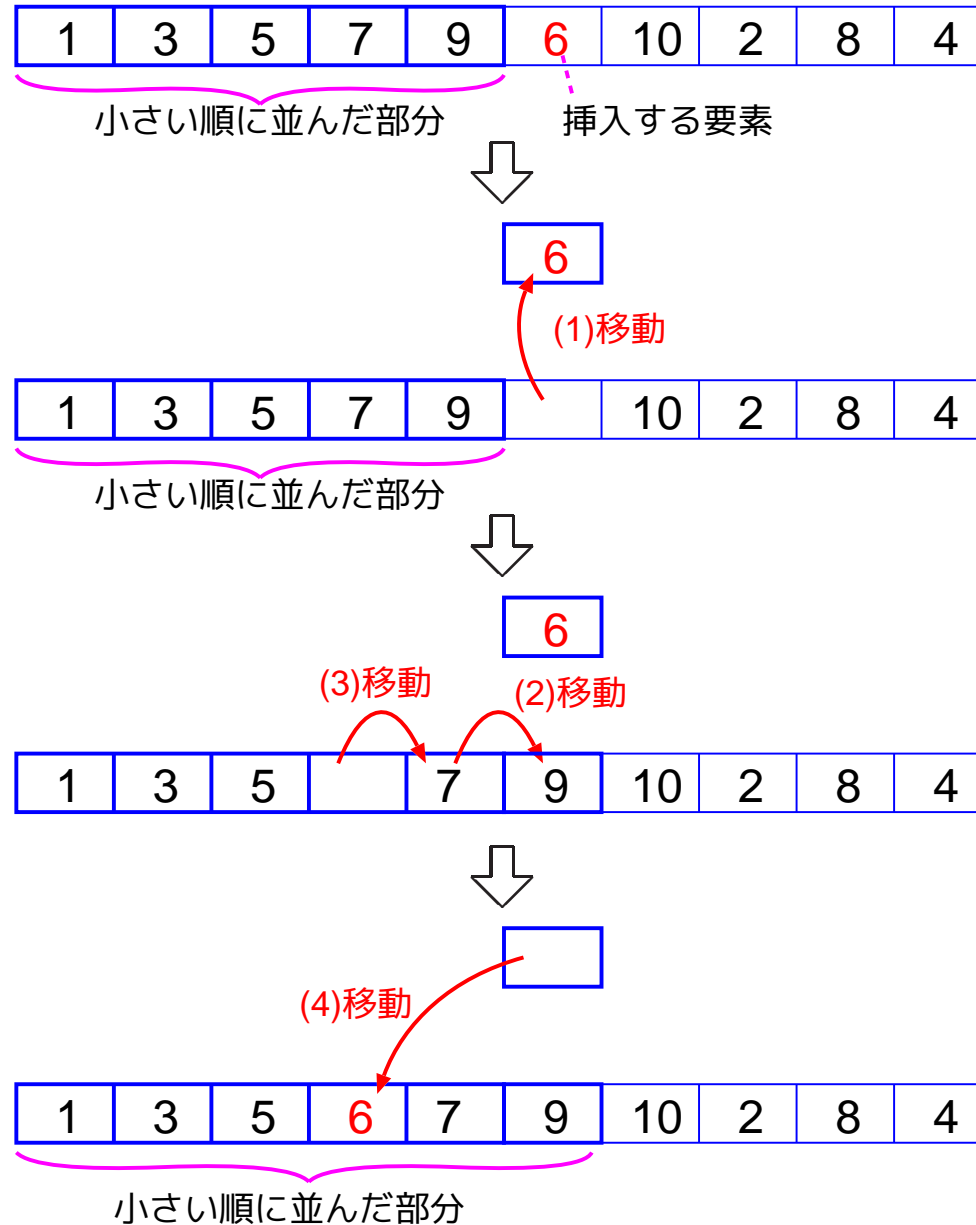 1 3 5 7 9 6 10 2 8 4
小さい順に並んだ部分 挿入する要素
6
(1)移動
1 3 5 7 9 10 2 8 4
小さい順に並んだ部分
6
(3)移動 (2)移動
1 3 5 7 9 10 2 8 4
(4)移動
1 3 5 6 7 9 10 2 8 4
小さい順に並んだ部分